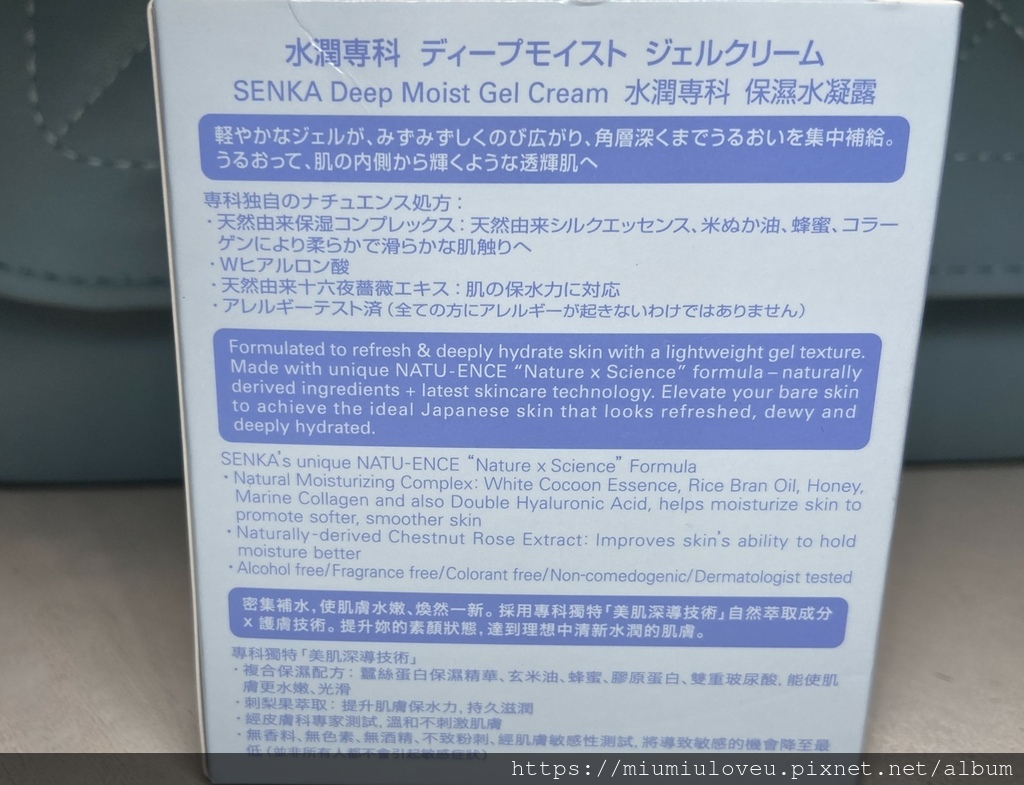 水潤専科 ディープモイスト ジェルクリーム
SENKA Deep Moist Gel Cream 水潤専科 保濕水凝露
軽やかなジェルが、みずみずしくのび広がり、角層深くまでうるおいを集中補給。
うるおって、肌の内側から輝くような透輝肌へ
専科独自のナチュエンス処方：
・天然由来保湿コンプレックス：天然由来シルクエッセンス、米ぬか油、蜂蜜、コラー
ゲンにより柔らかで滑らかな肌触りへ
・Wヒアルロン酸
・天然由来十六夜薔薇エキス：肌の保水力に対応
・アレルギーテスト済（全ての方にアレルギーが起きないわけではありません）
Formulated to refresh & deeply hydrate skin with a lightweight gel texture.
Made with unique NATU-ENCE “Nature x Science” formula – naturally
derived ingredients + latest skincare technology. Elevate your bare skin
to achieve the ideal Japanese skin that looks refreshed, dewy and
deeply hydrated.
SENKA's unique NATU-ENCE “Nature x Science” Formula
・Natural Moisturizing Complex: White Cocoon Essence, Rice Bran Oil, Honey,
Marine Collagen and also Double Hyaluronic Acid, helps moisturize skin to
promote softer, smoother skin
・Naturally-derived Chestnut Rose Extract: Improves skin's ability to hold
moisture better
・Alcohol free/Fragrance free/Colorant free/Non-comedogenic/Dermatologist tested
密集補水，使肌膚水嫩、煥然一新。採用專科獨特「美肌深導技術」自然萃取成分
x 護膚技術。提升妳的素顏狀態，達到理想中清新水潤的肌膚。
專科獨特「美肌深導技術」
・複合保濕配方：蠶絲蛋白保濕精華、玄米油、蜂蜜、膠原蛋白、雙重玻尿酸，能使肌
膚更水嫩、光滑
・刺梨果萃取：提升肌膚保水力，持久滋潤
・經皮膚科專家測試，溫和不刺激肌膚
・無香料、無色素、無酒精、不致粉刺、經肌膚敏感性測試，將導致敏感的機會降至最
低（並非所有人都不會引起敏感症狀）
https://miumiuloveu.pixnet.net/album